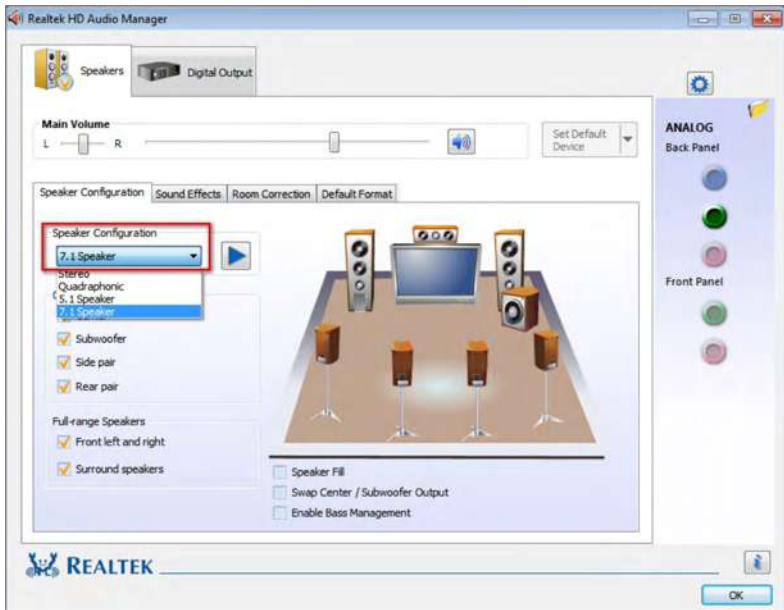 Realtek HD Audio Manager
Speakers
Digital Output
Main Volume
L R
Set Default
Device
ANALOG
Back Panel
Speaker Configuration Sound Effects Room Correction Default Format
Speaker Configuration
7.1 Speaker
Stereo
Quadraphonic
5.1 Speaker
7.1 Speaker
Front Panel
Subwoofer
Side pair
Rear pair
Full-range Speakers
Front left and right
Surround speakers
Speaker Fill
Swap Center / Subwoofer Output
Enable Bass Management
REALTEK
OK